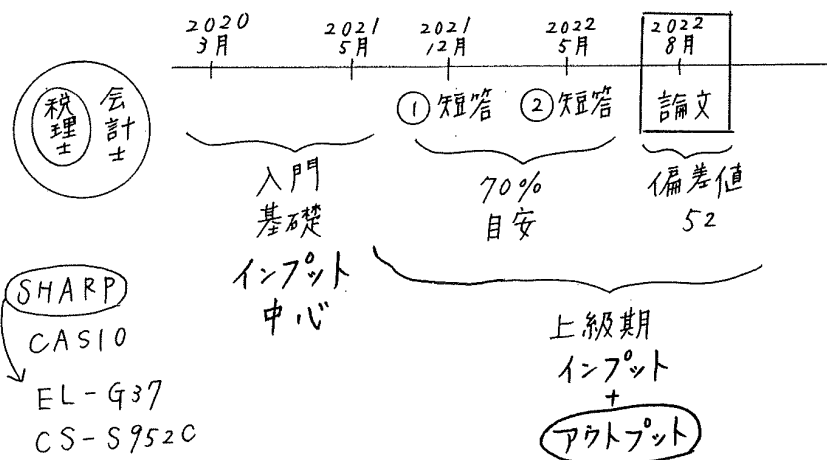 2020
3月
2021
5月
2021
12月
2022
5月
2022
8月
税理士
会計士
①短答
②短答
論文
入門
基礎
インプット
中心
70%
目安
偏差値
52
上級期
インプット
+
アウトプット
SHARP
CASIO
EL-G37
CS-S952C